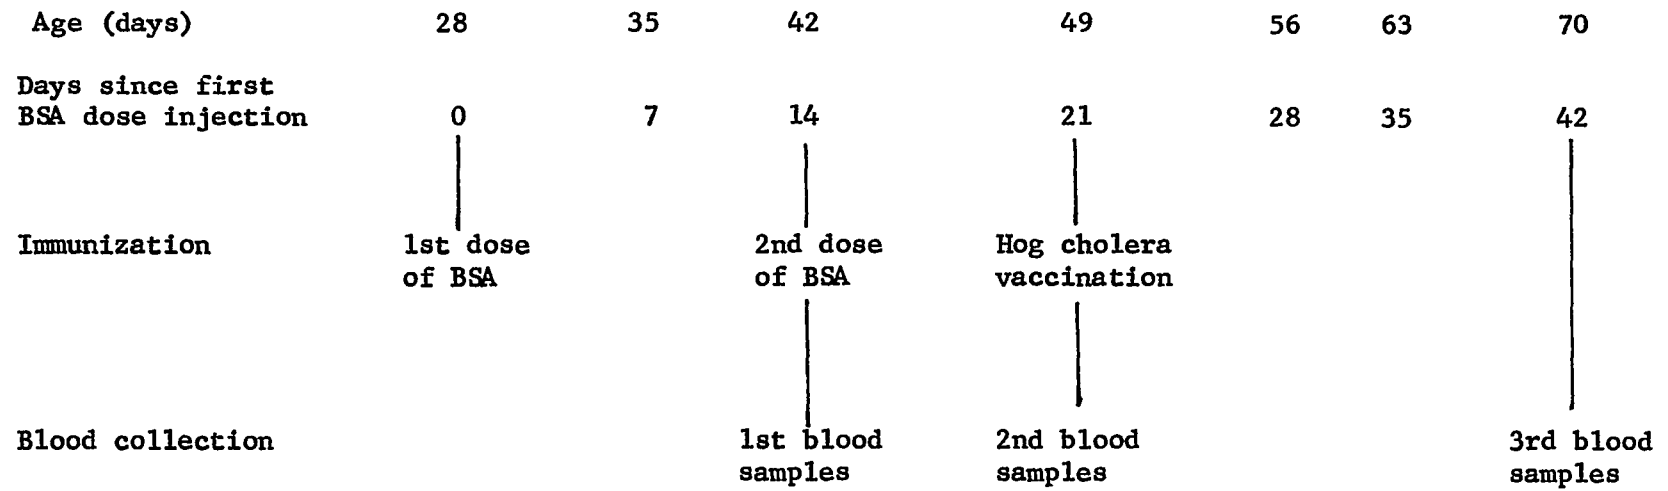 Age (days) 28 35 42 49 56 63 70
Days since first
BSA dose injection 0 7 14 21 28 35 42
Immunization 1st dose 2nd dose Hog cholera
of BSA of BSA vaccination
Blood collection 1st blood 2nd blood 3rd blood
samples samples samples